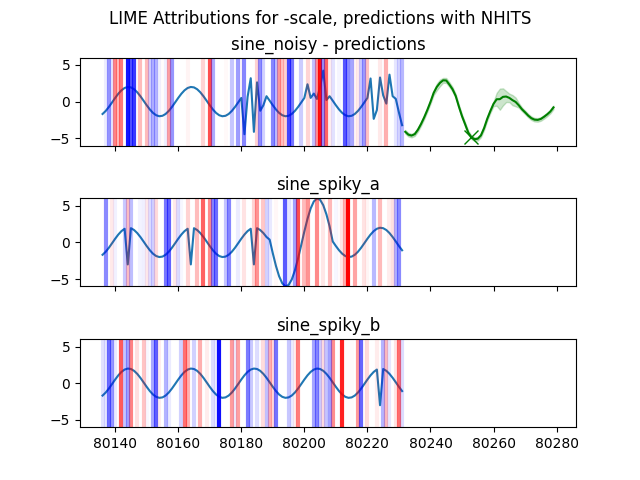 LIME Attributions for -scale, predictions with NHITS
sine_noisy - predictions
5
0
−5
sine_spiky_a
5
0
−5
sine_spiky_b
5
0
−5
80140 80160 80180 80200 80220 80240 80260 80280